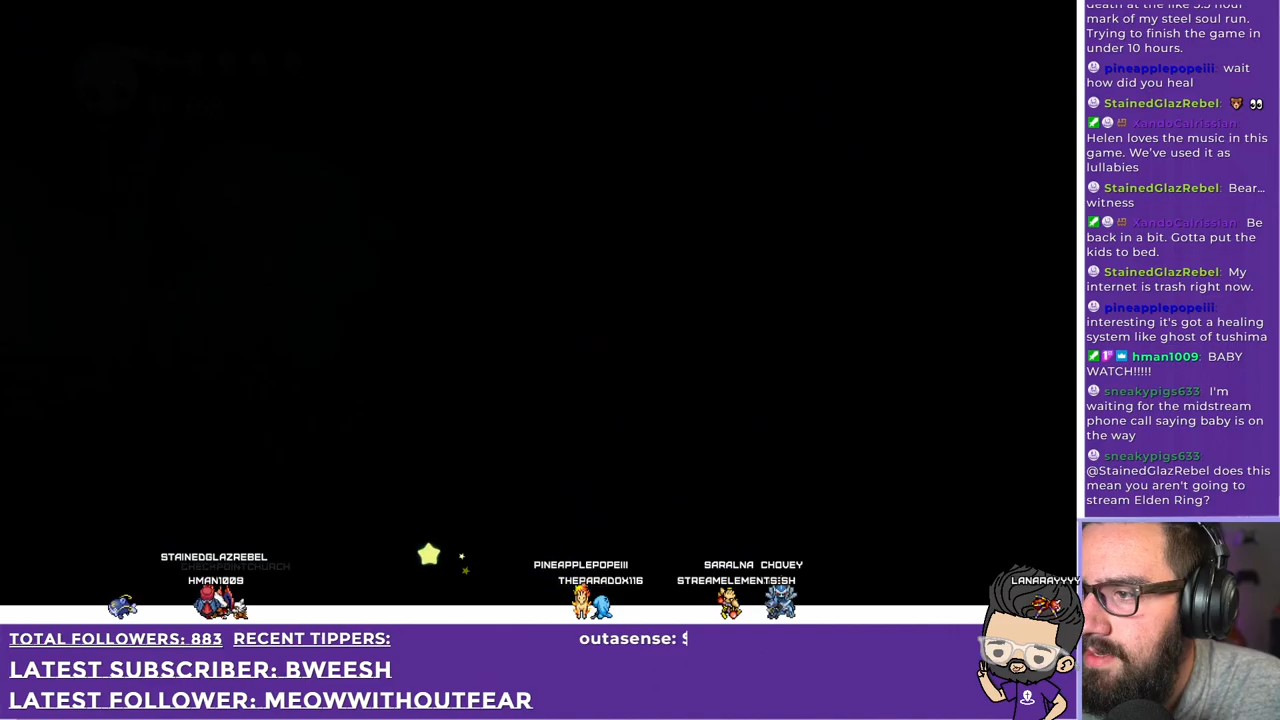 mark of my steel soul run.
Trying to finish the game in
under 10 hours.
pineapplepopeiii: wait
how did you heal
StainedGlazRebel: 🐻 👀
XandoCalrissian:
Helen loves the music in this
game. We've used it as
lullabies
StainedGlazRebel: Bear...
witness
XandoCalrissian: Be
back in a bit. Gotta put the
kids to bed.
StainedGlazRebel: My
internet is trash right now.
pineapplepopeiii:
interesting it's got a healing
system like ghost of tushima
hman1009: BABY
WATCH!!!!!
sneakypigs633: I'm
waiting for the midstream
phone call saying baby is on
the way
sneakypigs633:
@StainedGlazRebel does this
mean you aren't going to
stream Elden Ring?
STAINEDGLAZREBEL
CHECKPOINTCHURCH
HMAN1009
PINEAPPLEPOPEIII
THEPARADOX116
SARALNA CHOVEY
LANARAYYYY
TOTAL FOLLOWERS: 883 RECENT TIPPERS:
outasense:
LATEST SUBSCRIBER: BWEESH
LATEST FOLLOWER: MEOWWITHOUTFEAR